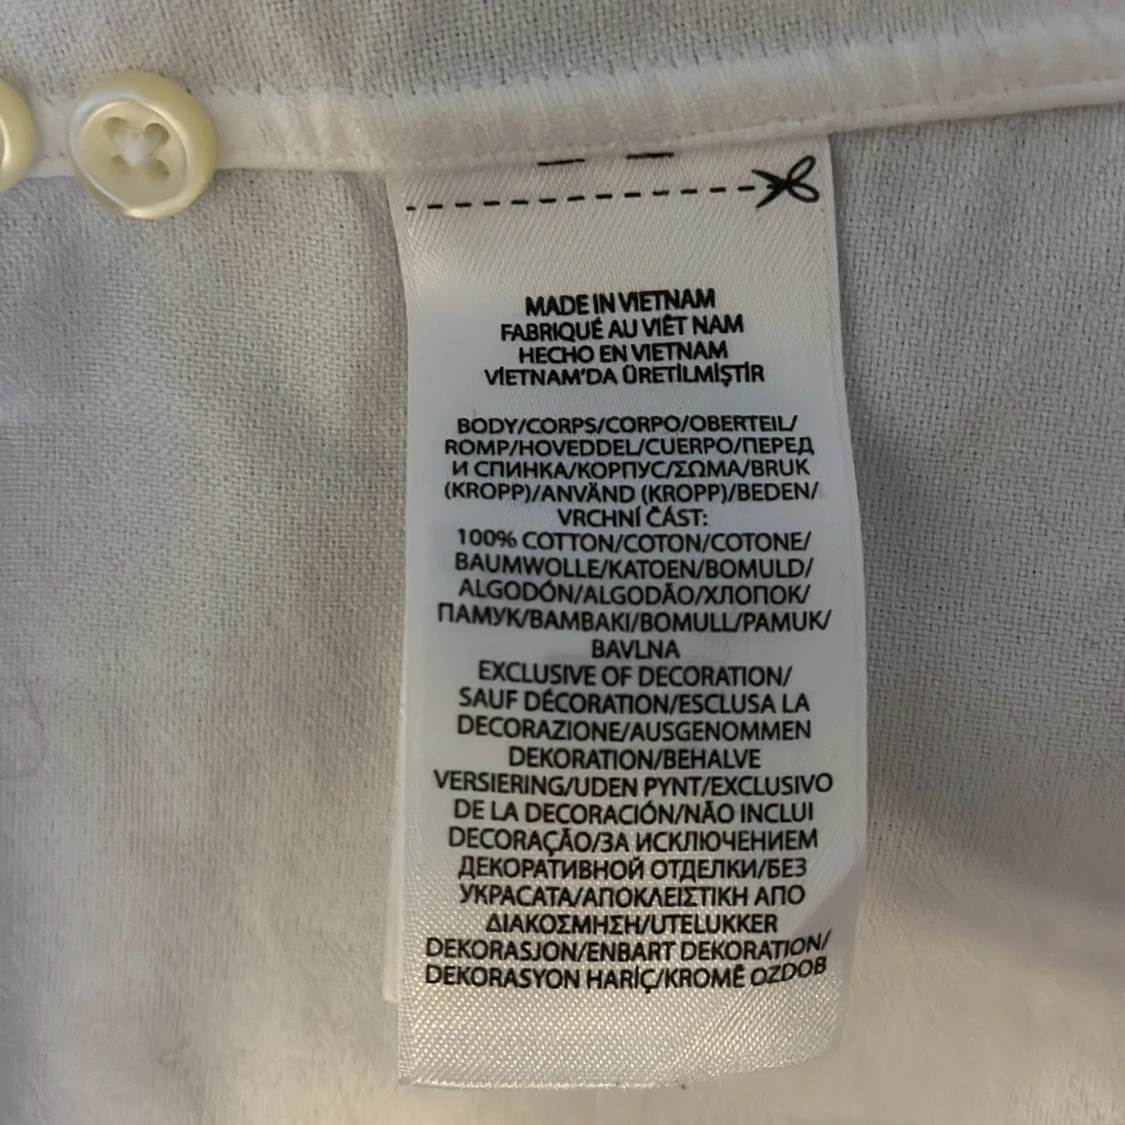 MADE IN VIETNAM
FABRIQUÉ AU VIÊT NAM
HECHO EN VIETNAM
VİETNAM'DA ÜRETİLMİŞTİR
BODY/CORPS/CORPO/OBERTEIL/
ROMP/HOVEDDEL/CUERPO/ПЕРЕД
И СПИНКА/КОРПУС/ΣΩΜΑ/BRUK
(KROPP)/ANVÄND (KROPP)/BEDEN/
VRCHNÍ ČÁST:
100% COTTON/COTON/COTONE/
BAUMWOLLE/KATOEN/BOMULD/
ALGODÓN/ALGODÃO/ХЛОПОК/
ПАМУК/BAMBAKI/BOMULL/PAMUK/
BAVLNA
EXCLUSIVE OF DECORATION/
SAUF DÉCORATION/ESCLUSA LA
DECORAZIONE/AUSGENOMMEN
DEKORATION/BEHALVE
VERSIERING/UDEN PYNT/EXCLUSIVO
DE LA DECORACIÓN/NÃO INCLUI
DECORAÇÃO/ЗА ИСКЛЮЧЕНИЕМ
ДЕКОРАТИВНОЙ ОТДЕЛКИ/БЕЗ
УКРАСАТА/ΑΠΟΚΛΕΙΣΤΙΚΗ ΑΠΟ
ΔΙΑΚΟΣΜΗΣΗ/UTELUKKER
DEKORASJON/ENBART DEKORATION/
DEKORASYON HARİÇ/KROMĚ OZDOB